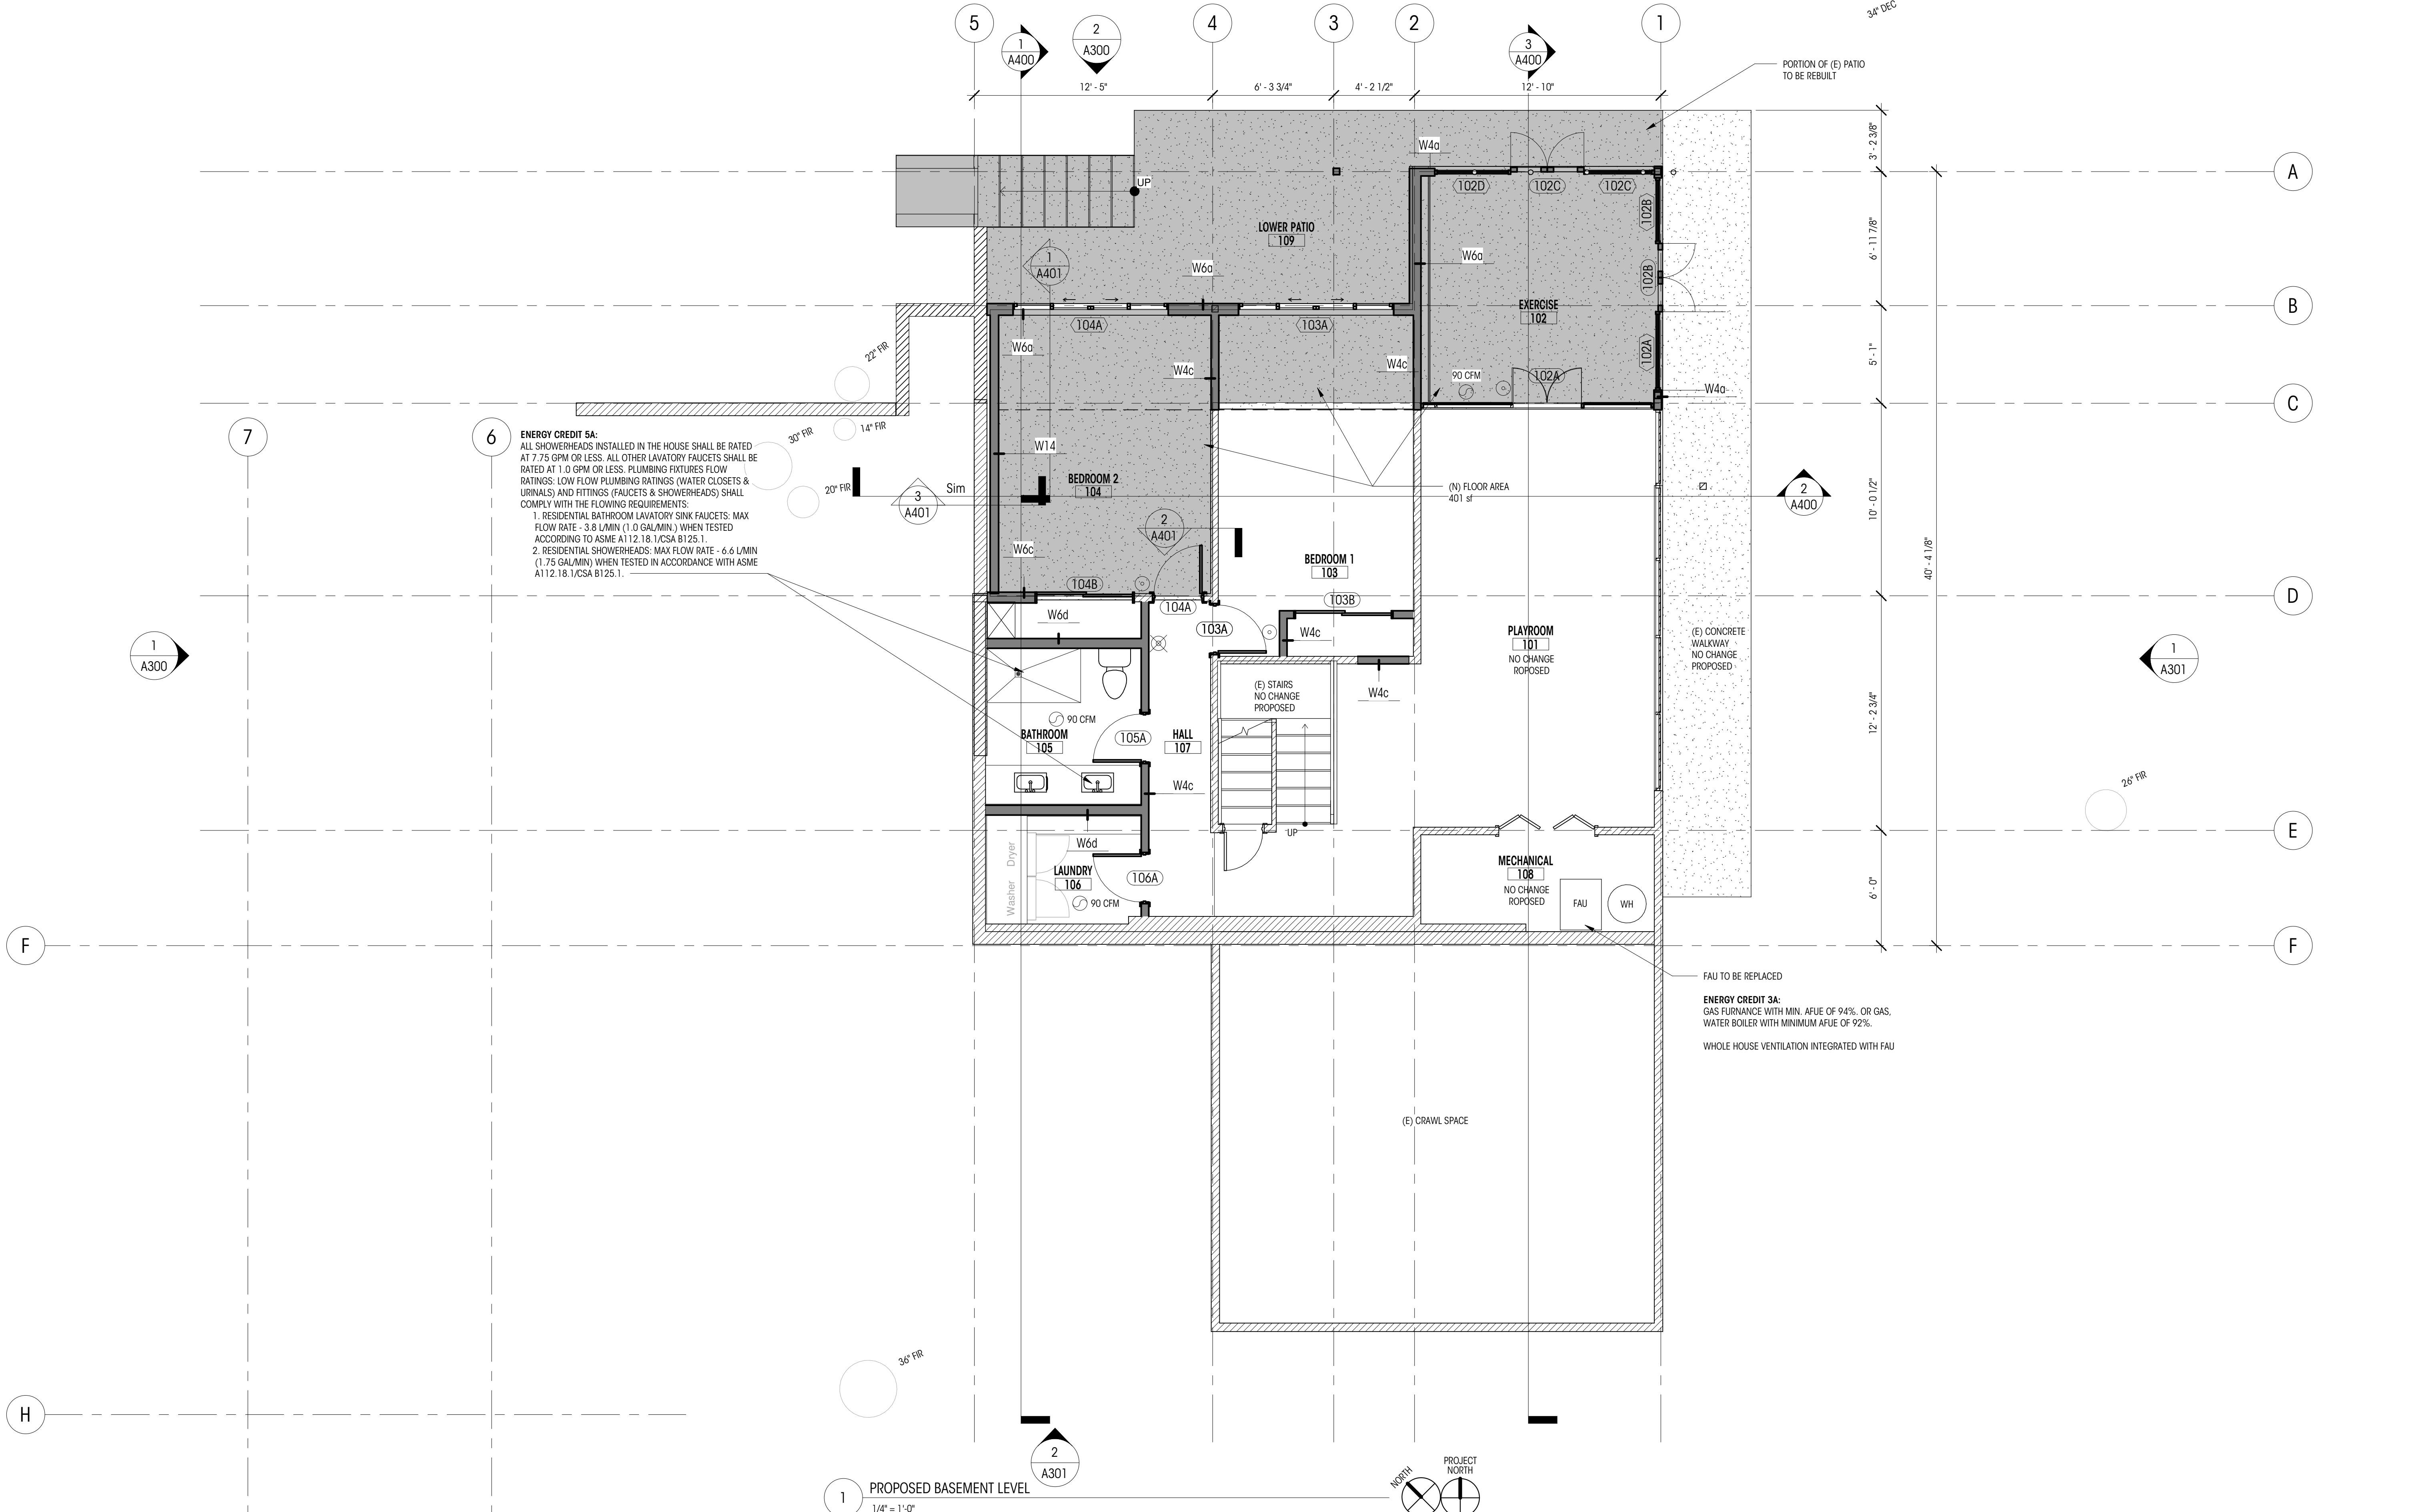 34" DEC
5
4
3
2
1
1
A400
2
A300
3
A400
PORTION OF (E) PATIO
TO BE REBUILT
12' - 5"
6' - 3 3/4"
4' - 2 1/2"
12' - 10"
3' - 2 3/8"
W4a
A
UP
102D
102C
102C
102B
LOWER PATIO
109
6' - 11 7/8"
1
A401
W6a
W6a
102B
EXERCISE
102
B
104A
103A
22" FIR
W6a
W4c
W4c
102A
5' - 1"
90 CFM
102A
W4a
C
7
6
ENERGY CREDIT 5A:
ALL SHOWERHEADS INSTALLED IN THE HOUSE SHALL BE RATED
AT 7.75 GPM OR LESS. ALL OTHER LAVATORY FAUCETS SHALL BE
RATED AT 1.0 GPM OR LESS. PLUMBING FIXTURES FLOW
RATINGS: LOW FLOW PLUMBING RATINGS (WATER CLOSETS &
URINALS) AND FITTINGS (FAUCETS & SHOWERHEADS) SHALL
COMPLY WITH THE FLOWING REQUIREMENTS:
1. RESIDENTIAL BATHROOM LAVATORY SINK FAUCETS: MAX
FLOW RATE - 3.8 L/MIN (1.0 GAL/MIN.) WHEN TESTED
ACCORDING TO ASME A112.18.1/CSA B125.1.
2. RESIDENTIAL SHOWERHEADS: MAX FLOW RATE - 6.6 L/MIN
(1.75 GAL/MIN) WHEN TESTED IN ACCORDANCE WITH ASME
A112.18.1/CSA B125.1.
30" FIR
14" FIR
20" FIR
W14
BEDROOM 2
104
3
A401
Sim
(N) FLOOR AREA
401 sf
2
A400
10' - 0 1/2"
2
A401
W6c
BEDROOM 1
103
40' - 4 1/8"
104B
104A
103B
D
W6d
103A
W4c
PLAYROOM
101
NO CHANGE
ROPOSED
(E) CONCRETE
WALKWAY
NO CHANGE
PROPOSED
1
A300
1
A301
(E) STAIRS
NO CHANGE
PROPOSED
W4c
12' - 2 3/4"
90 CFM
BATHROOM
105
105A
HALL
107
W4c
26" FIR
UP
E
W6d
Washer Dryer
LAUNDRY
106
106A
90 CFM
MECHANICAL
108
NO CHANGE
ROPOSED
FAU
WH
6' - 0"
F
F
FAU TO BE REPLACED
ENERGY CREDIT 3A:
GAS FURNANCE WITH MIN. AFUE OF 94%. OR GAS,
WATER BOILER WITH MINIMUM AFUE OF 92%.
WHOLE HOUSE VENTILATION INTEGRATED WITH FAU
(E) CRAWL SPACE
36" FIR
H
2
A301
1
PROPOSED BASEMENT LEVEL
1/4" = 1'-0"
NORTH
PROJECT
NORTH